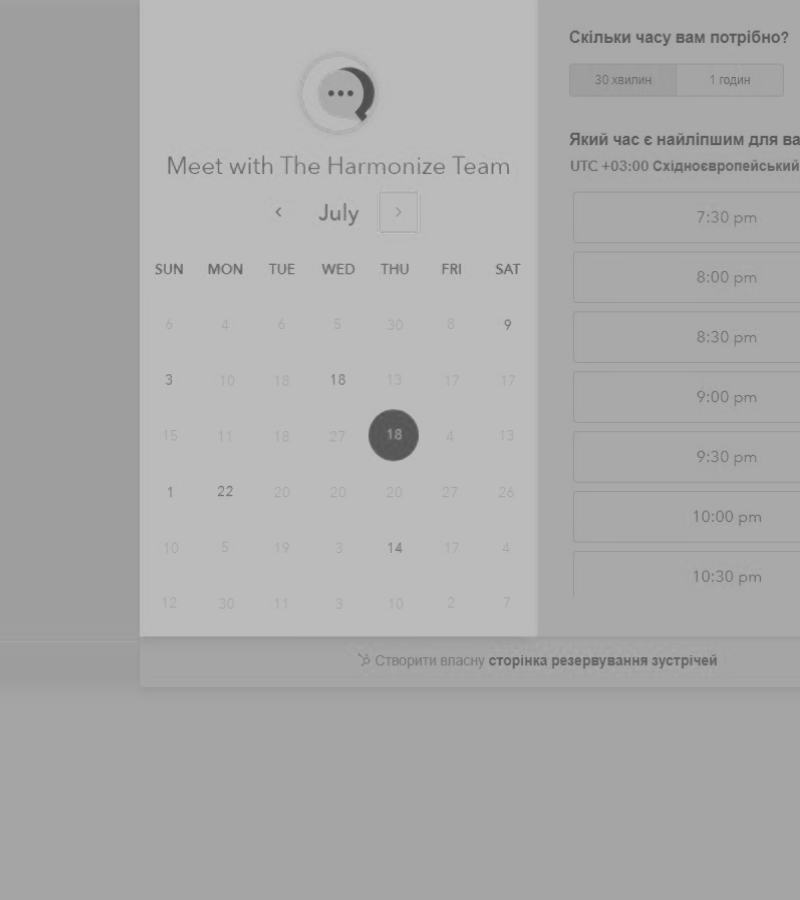 Meet with The Harmonize Team
July
SUN MON TUE WED THU FRI SAT
6 4 6 5 30 8 9
3 10 18 18 13 17 17
15 11 18 27 18 4 13
1 22 20 20 20 27 26
10 5 19 3 14 17 4
12 30 11 3 10 2 7
Скільки часу вам потрібно?
30 хвилин 1 годин
Який час є найліпшим для ва
UTC +03:00 Східноєвропейський
7:30 pm
8:00 pm
8:30 pm
9:00 pm
9:30 pm
10:00 pm
10:30 pm
Створити власну сторінка резервування зустрічей